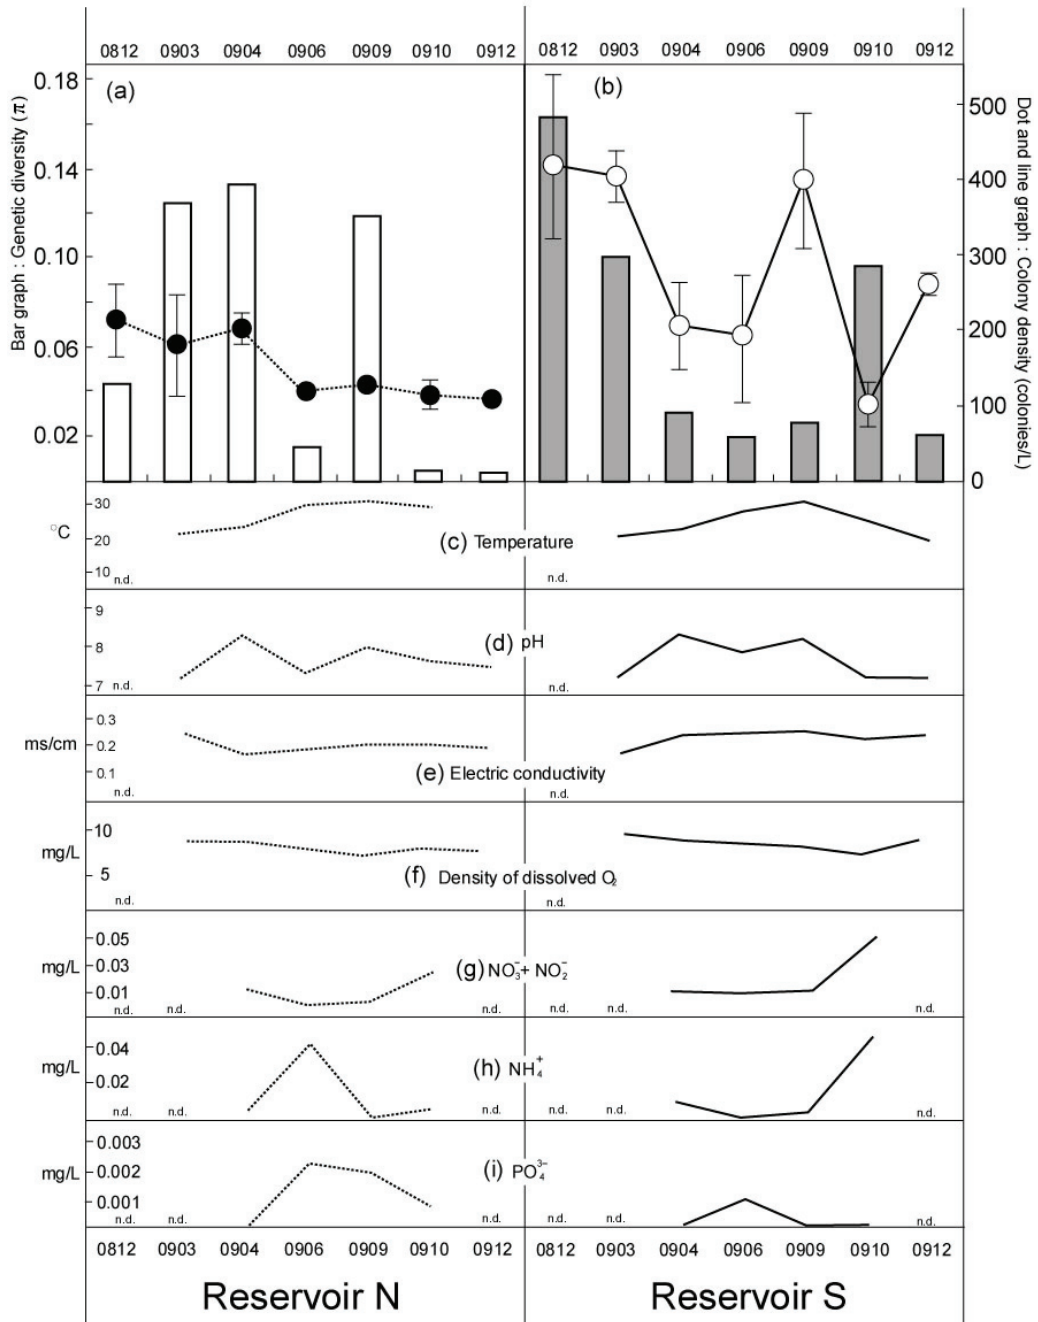 0812 0903 0904 0906 0909 0910 0912 0812 0903 0904 0906 0909 0910 0912
(a) (b)
Bar graph : Genetic diversity (π)
0.18
0.14
0.10
0.06
0.02
500
400
300
200
100
0
Dot and line graph : Colony density (colonies/L)
°C
30
20
10
n.d. n.d.
(c) Temperature
9
8
7
n.d. n.d.
(d) pH
ms/cm
0.3
0.2
0.1
n.d. n.d.
(e) Electric conductivity
mg/L
10
5
n.d. n.d.
(f) Density of dissolved O₂
mg/L
0.05
0.03
0.01
n.d. n.d. n.d. n.d. n.d. n.d.
(g) NO₃⁻ + NO₂⁻
mg/L
0.04
0.02
n.d. n.d. n.d. n.d. n.d. n.d.
(h) NH₄⁺
mg/L
0.003
0.002
0.001
n.d. n.d. n.d. n.d. n.d. n.d.
(i) PO₄³⁻
0812 0903 0904 0906 0909 0910 0912 0812 0903 0904 0906 0909 0910 0912
Reservoir N Reservoir S